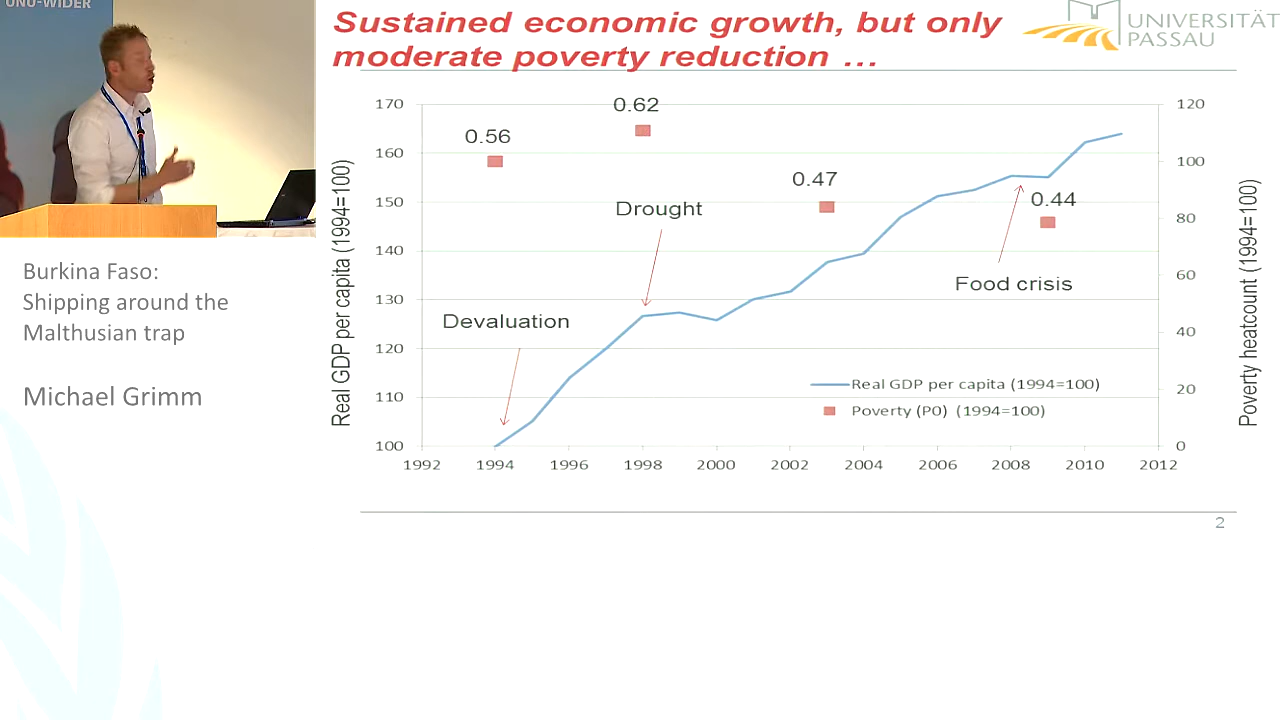 UNU-WIDER
Sustained economic growth, but only
moderate poverty reduction ...
UNIVERSITÄT
PASSAU
Burkina Faso:
Shipping around the
Malthusian trap
Michael Grimm
Real GDP per capita (1994=100)
170
160
150
140
130
120
110
100
0.56
0.62
0.47
0.44
Drought
Devaluation
Food crisis
Real GDP per capita (1994=100)
Poverty (P0) (1994=100)
120
100
80
60
40
20
0
Poverty heatcount (1994=100)
1992 1994 1996 1998 2000 2002 2004 2006 2008 2010 2012
2